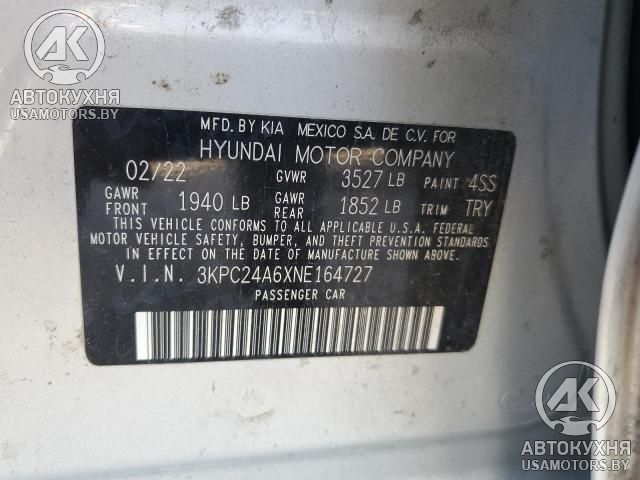 AK
АВТОКУХНЯ
USAMOTORS.BY
MFD. BY KIA MEXICO S.A. DE C.V. FOR
HYUNDAI MOTOR COMPANY
02/22 GVWR 3527 LB PAINT 4SS
GAWR FRONT 1940 LB GAWR REAR 1852 LB TRIM TRY
THIS VEHICLE CONFORMS TO ALL APPLICABLE U.S.A. FEDERAL
MOTOR VEHICLE SAFETY, BUMPER, AND THEFT PREVENTION STANDARDS
IN EFFECT ON THE DATE OF MANUFACTURE SHOWN ABOVE.
V.I.N. 3KPC24A6XNE164727
PASSENGER CAR
AK
АВТОКУХНЯ
USAMOTORS.BY